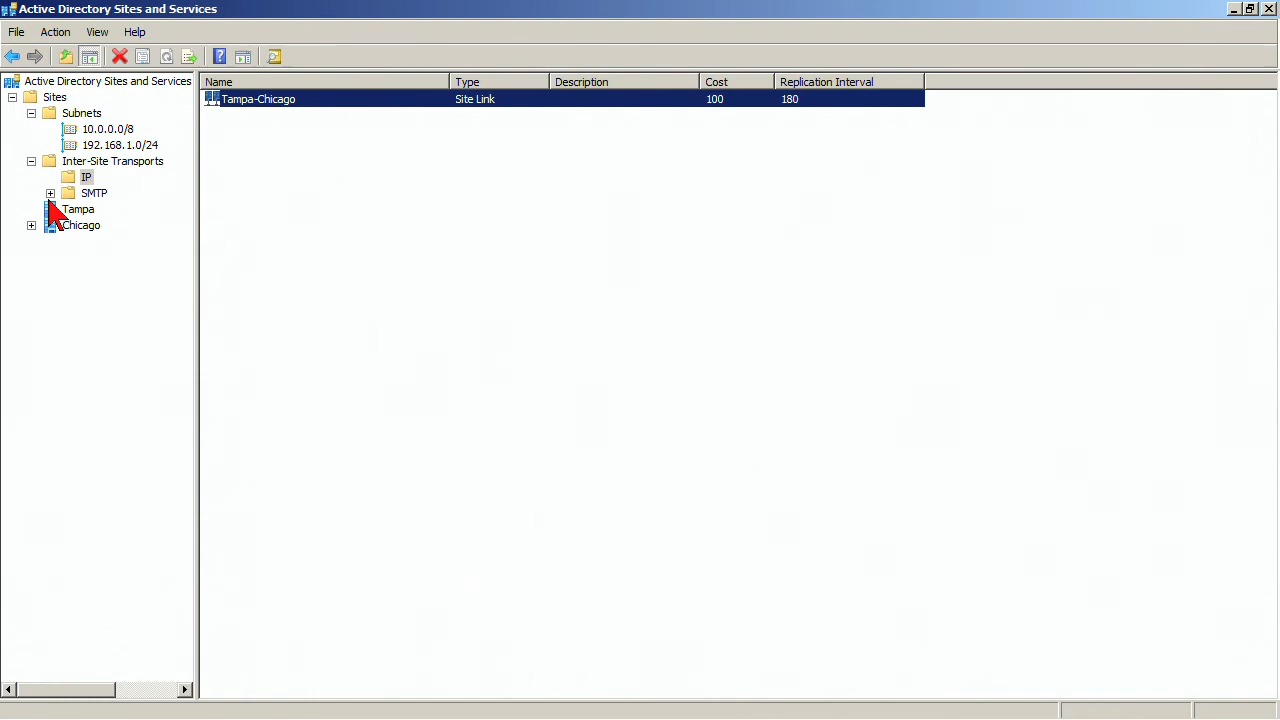 Active Directory Sites and Services
File Action View Help
Active Directory Sites and Services
Sites
Subnets
10.0.0.0/8
192.168.1.0/24
Inter-Site Transports
IP
SMTP
Tampa
Chicago
Name Type Description Cost Replication Interval
Tampa-Chicago Site Link 100 180